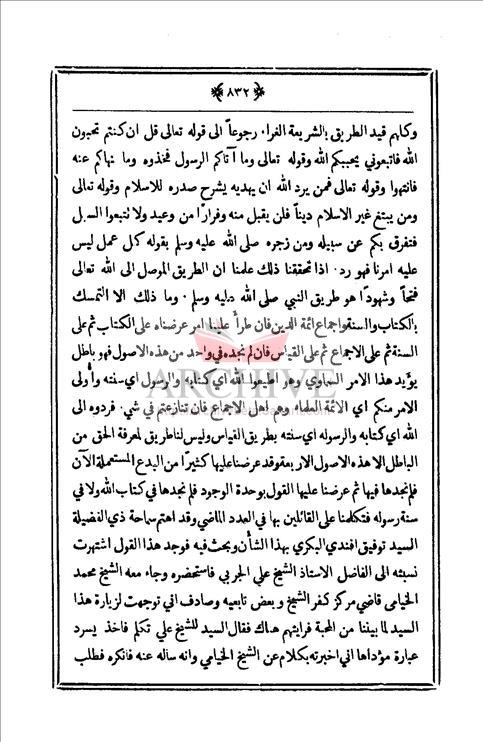 ﴿٨٣٢﴾
وكلهم قيد الطريق بالشريعة الغراء رجوعاً الى قوله تعالى قل ان كنتم تحبون
الله فاتبعوني يحببكم الله وقوله تعالى وما آتاكم الرسول فخذوه وما نهاكم عنه
فانتهوا وقوله تعالى فمن يرد الله ان يهديه يشرح صدره للاسلام وقوله تعالى
ومن يبتغ غير الاسلام ديناً فلن يقبل منه وفراراً من وعيد ولا تتبعوا السبل
فتفرق بكم عن سبيله ومن زجره صلى الله عليه وسلم بقوله كل عمل ليس
عليه امرنا فهو رد. اذا تحققنا ذلك علمنا ان الطريق الموصل الى الله تعالى
فتحاً وشهوداً هو طريق النبي صلى الله عليه وسلم. وما ذلك الا التمسك
بالكتاب والسنة واجماع ائمة الدين فان طرأ علينا امر عرضناه على الكتاب ثم على
السنة ثم على الاجماع ثم على القياس فان لم نجده في واحد من هذه الاصول فهو باطل
يؤيد هذا الامر السماوي وهو اطيعوا الله اي كتابه والرسول اي سنته وأولى
الامر منكم اي الائمة العلماء وهم اهل الاجماع فان تنازعتم في شيء فردوه الى
الله اي كتابه والرسول اي سنته بطريق القياس وليس لنا طريق لمعرفة الحق من
الباطل الا هذه الاصول الاربعة وقد عرضنا عليها كثيراً من البدع المستعملة الآن
فلم نجدها فيها ثم عرضنا عليها القول بوحدة الوجود فلم نجدها في كتاب الله ولا في
سنة رسوله فتكلمنا على القائلين بها في العدد الماضي وقد اهتم سماحة ذي الفضيلة
السيد توفيق افندي البكري بهذا الشأن وبحث فيه فوجد هذا القول اشتهرت
نسبته الى الفاضل الاستاذ الشيخ علي الجربي فاستحضره وجاء معه الشيخ محمد
الخيامى قاضي مركز كفر الشيخ وبعض تابعيه وصادف اني توجهت لزيارة هذا
السيد لما بيننا من المحبة فرايتهم هناك فقال السيد للشيخ علي تكلم فاخذ يسرد
عبارة مؤداها اني اخبرته بكلام عن الشيخ الخيامي وانه ساله عنه فانكره فطلب
ARCHIVE